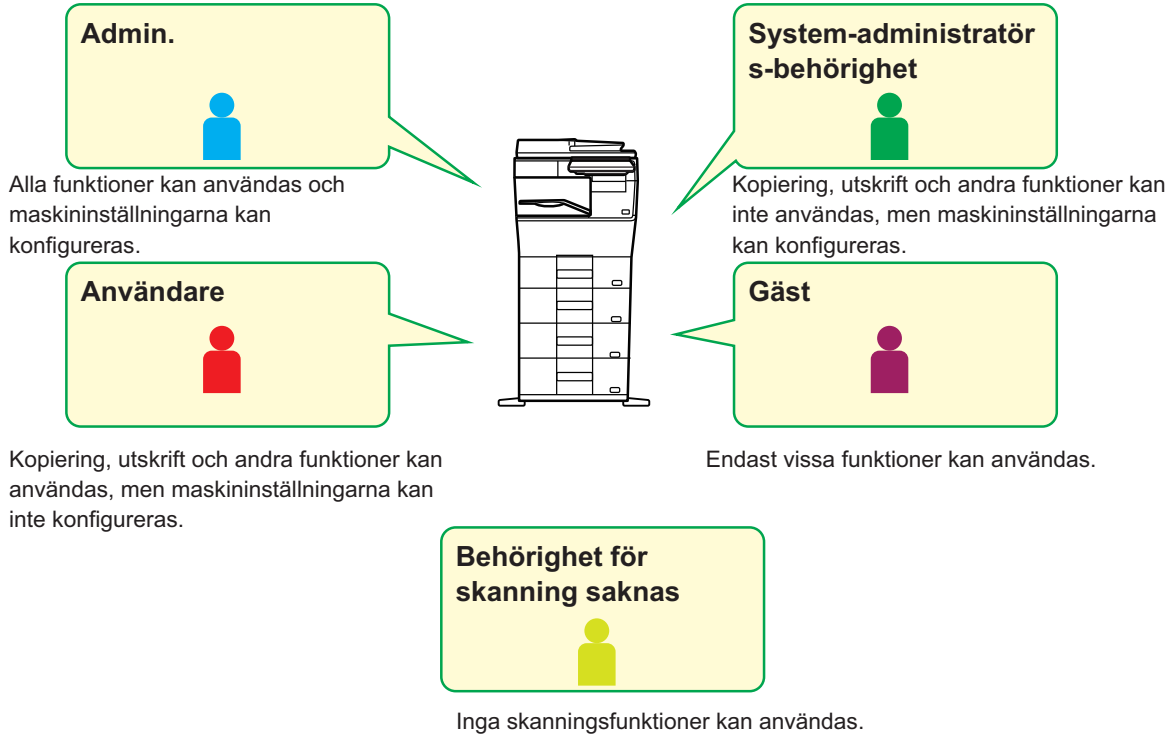 Admin.
Alla funktioner kan användas och
maskininställningarna kan
konfigureras.
System-administratör
s-behörighet
Kopiering, utskrift och andra funktioner kan
inte användas, men maskininställningarna
kan konfigureras.
Användare
Kopiering, utskrift och andra funktioner kan
användas, men maskininställningarna kan
inte konfigureras.
Gäst
Endast vissa funktioner kan användas.
Behörighet för
skanning saknas
Inga skanningsfunktioner kan användas.